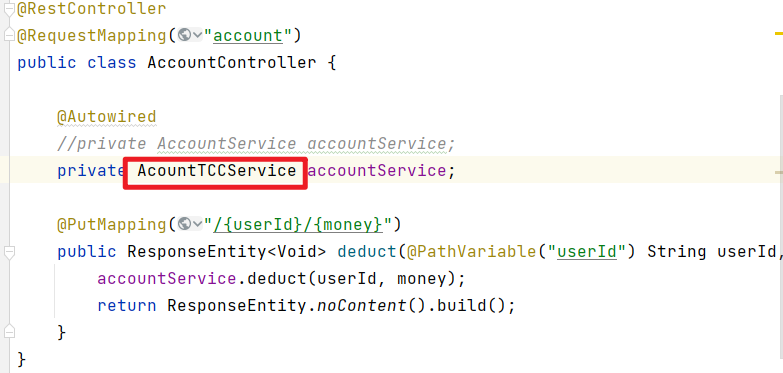 @RestController
@RequestMapping("account")
public class AccountController {
@Autowired
//private AccountService accountService;
private AcountTCCService accountService;
@PutMapping("/{userId}/{money}")
public ResponseEntity<Void> deduct(@PathVariable("userId") String userId,
accountService.deduct(userId, money);
return ResponseEntity.noContent().build();
}
}